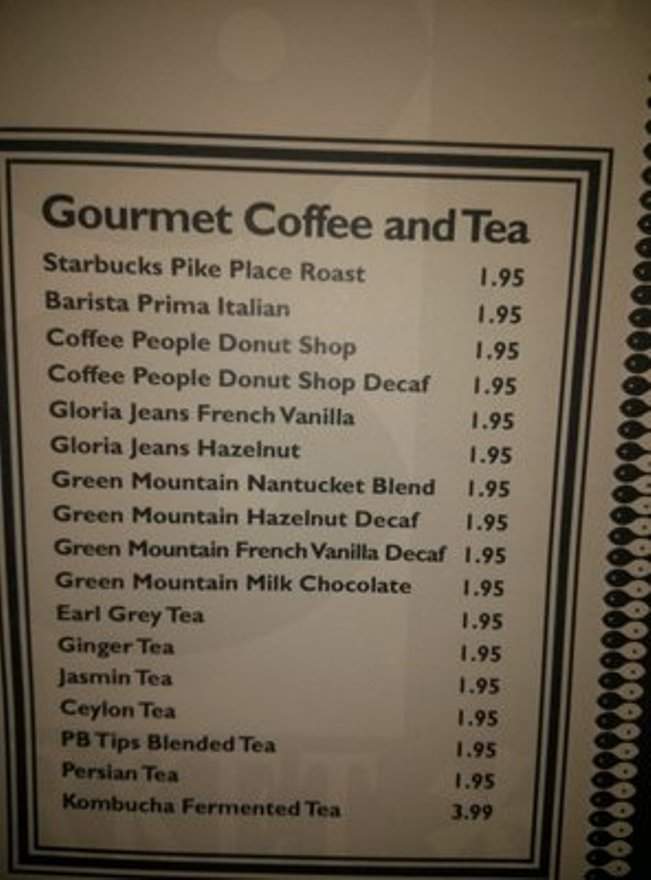 Gourmet Coffee and Tea
Starbucks Pike Place Roast 1.95
Barista Prima Italian 1.95
Coffee People Donut Shop 1.95
Coffee People Donut Shop Decaf 1.95
Gloria Jeans French Vanilla 1.95
Gloria Jeans Hazelnut 1.95
Green Mountain Nantucket Blend 1.95
Green Mountain Hazelnut Decaf 1.95
Green Mountain French Vanilla Decaf 1.95
Green Mountain Milk Chocolate 1.95
Earl Grey Tea 1.95
Ginger Tea 1.95
Jasmin Tea 1.95
Ceylon Tea 1.95
PB Tips Blended Tea 1.95
Persian Tea 1.95
Kombucha Fermented Tea 3.99